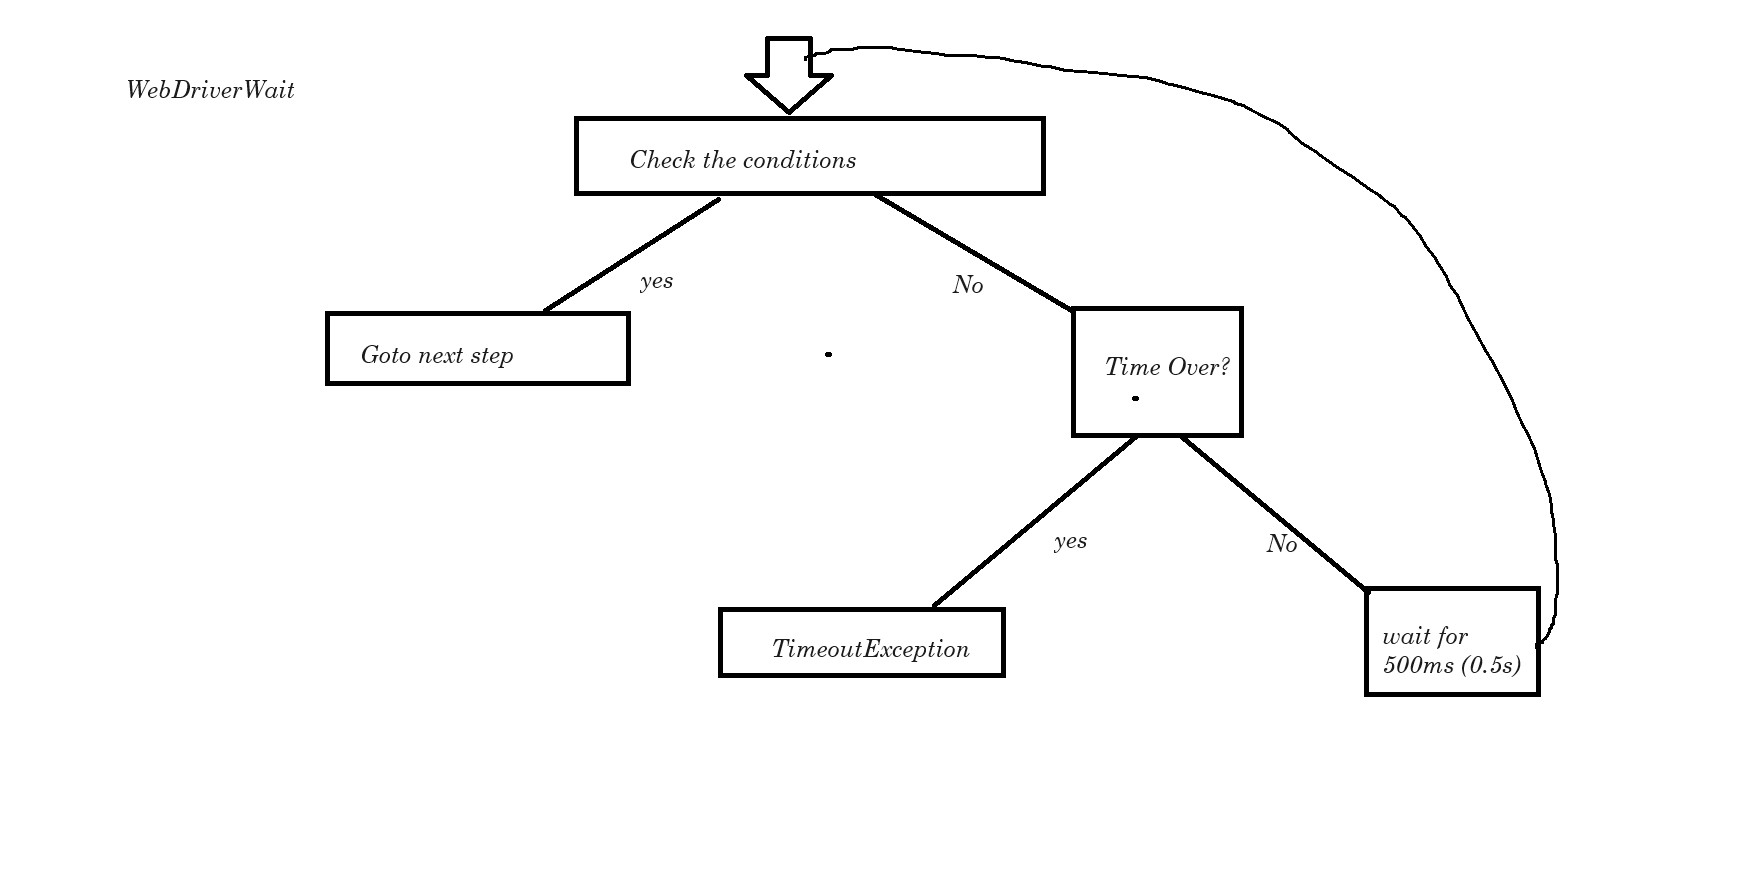 WebDriverWait
Check the conditions
yes
No
Goto next step
Time Over?
yes
No
TimeoutException
wait for
500ms (0.5s)